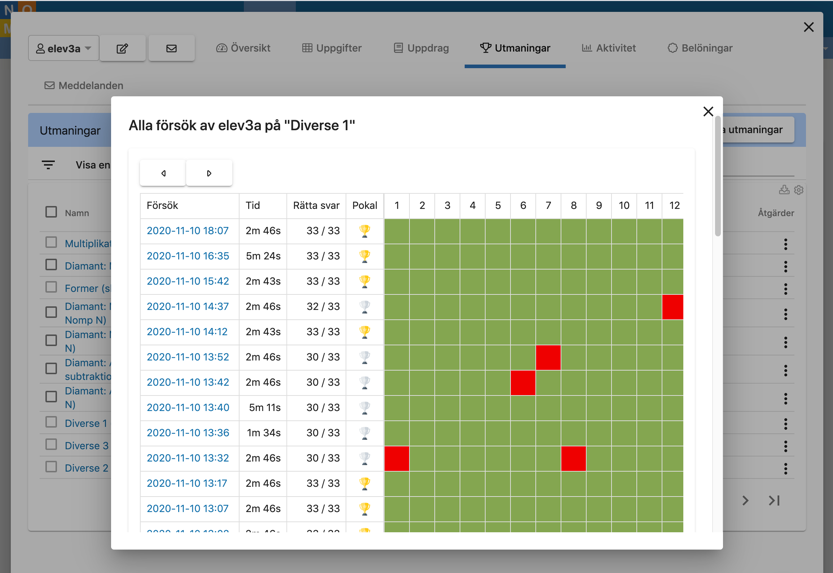 N O
elev3a
Översikt
Uppgifter
Uppdrag
Utmaningar
Aktivitet
Belöningar
Meddelanden
Utmaningar
utmaningar
Visa en
Namn
Åtgärder
Diamant:
Former
Diamant:
Nomp N)
Diamant:
N)
Diamant:
Diamant:
N)
Diverse 1
Diverse 3
Diverse 2
Alla försök av elev3a på "Diverse 1"
Försök Tid Rätta svar Pokal 1 2 3 4 5 6 7 8 9 10 11 12
2020-11-10 18:07 2m 46s 33 / 33
2020-11-10 16:35 5m 24s 33 / 33
2020-11-10 15:42 2m 43s 33 / 33
2020-11-10 14:37 2m 46s 32 / 33
2020-11-10 14:12 2m 43s 33 / 33
2020-11-10 13:52 2m 46s 30 / 33
2020-11-10 13:42 2m 46s 30 / 33
2020-11-10 13:40 5m 11s 30 / 33
2020-11-10 13:36 1m 34s 30 / 33
2020-11-10 13:32 2m 46s 30 / 33
2020-11-10 13:17 2m 46s 33 / 33
2020-11-10 13:07 2m 46s 33 / 33